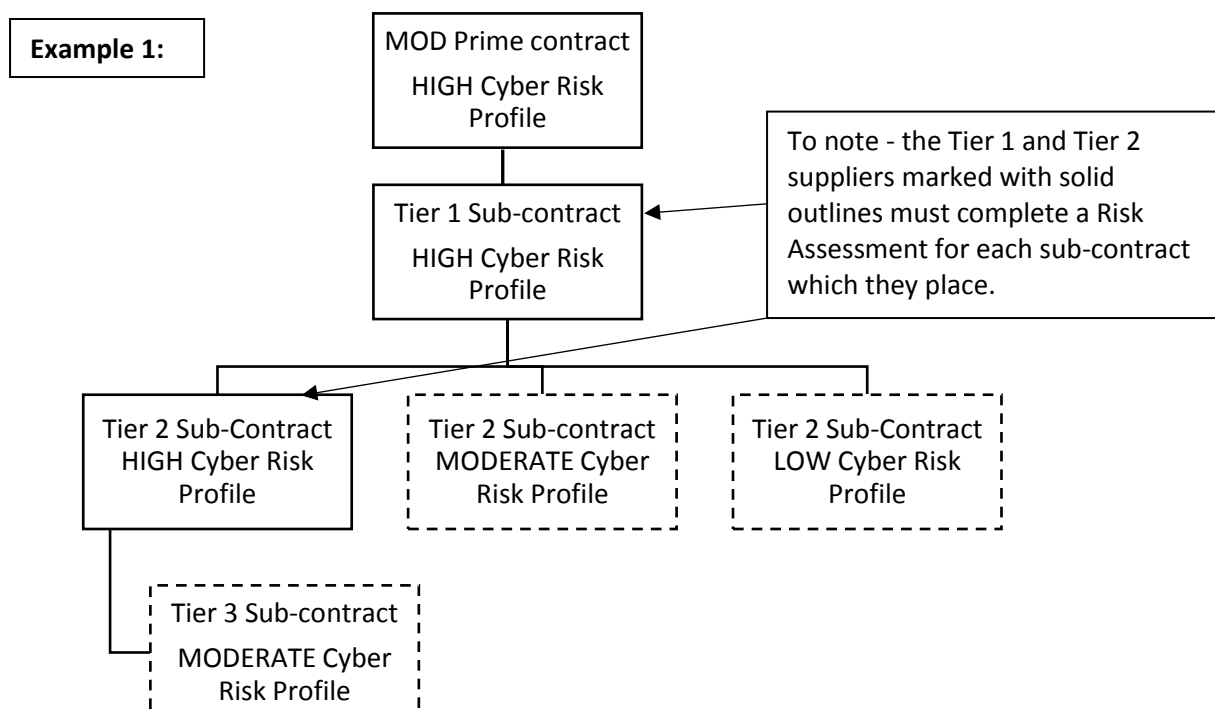 Example 1:
MOD Prime contract
HIGH Cyber Risk
Profile
To note - the Tier 1 and Tier 2
suppliers marked with solid
outlines must complete a Risk
Assessment for each sub-contract
which they place.
Tier 1 Sub-contract
HIGH Cyber Risk
Profile
Tier 2 Sub-Contract
HIGH Cyber Risk
Profile
Tier 2 Sub-contract
MODERATE Cyber
Risk Profile
Tier 2 Sub-Contract
LOW Cyber Risk
Profile
Tier 3 Sub-contract
MODERATE Cyber
Risk Profile